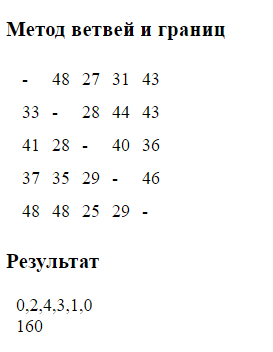 Метод ветвей и границ
- 48 27 31 43
33 - 28 44 43
41 28 - 40 36
37 35 29 - 46
48 48 25 29 -
Результат
0,2,4,3,1,0
160